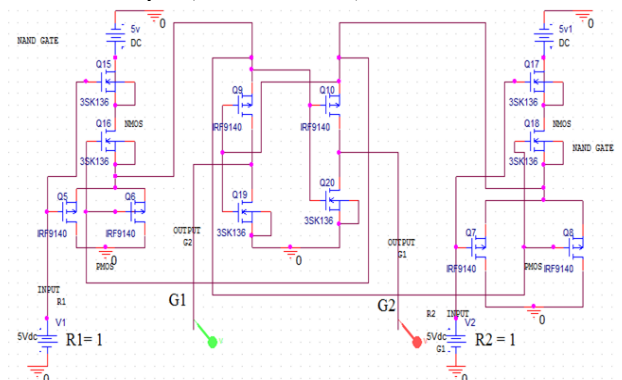 5v
DC
0
NAND GATE
Q15
3SK136
Q16
NMOS
3SK136
Q5
Q6
IRF9140
IRF9140
0
PMOS
INPUT
R1
V1
5Vdc
R1= 1
0
Q9
Q10
IRF9140
IRF9140
Q19
Q20
3SK136
3SK136
OUTPUT
G2
0
OUTPUT
G1
G1
G2
5v1
DC
0
Q17
3SK136
Q18
NMOS
3SK136
NAND GATE
Q7
Q8
IRF9140
PMOS
IRF9140
0
R2 INPUT
V2
5Vdc
G1
R2 = 1
0